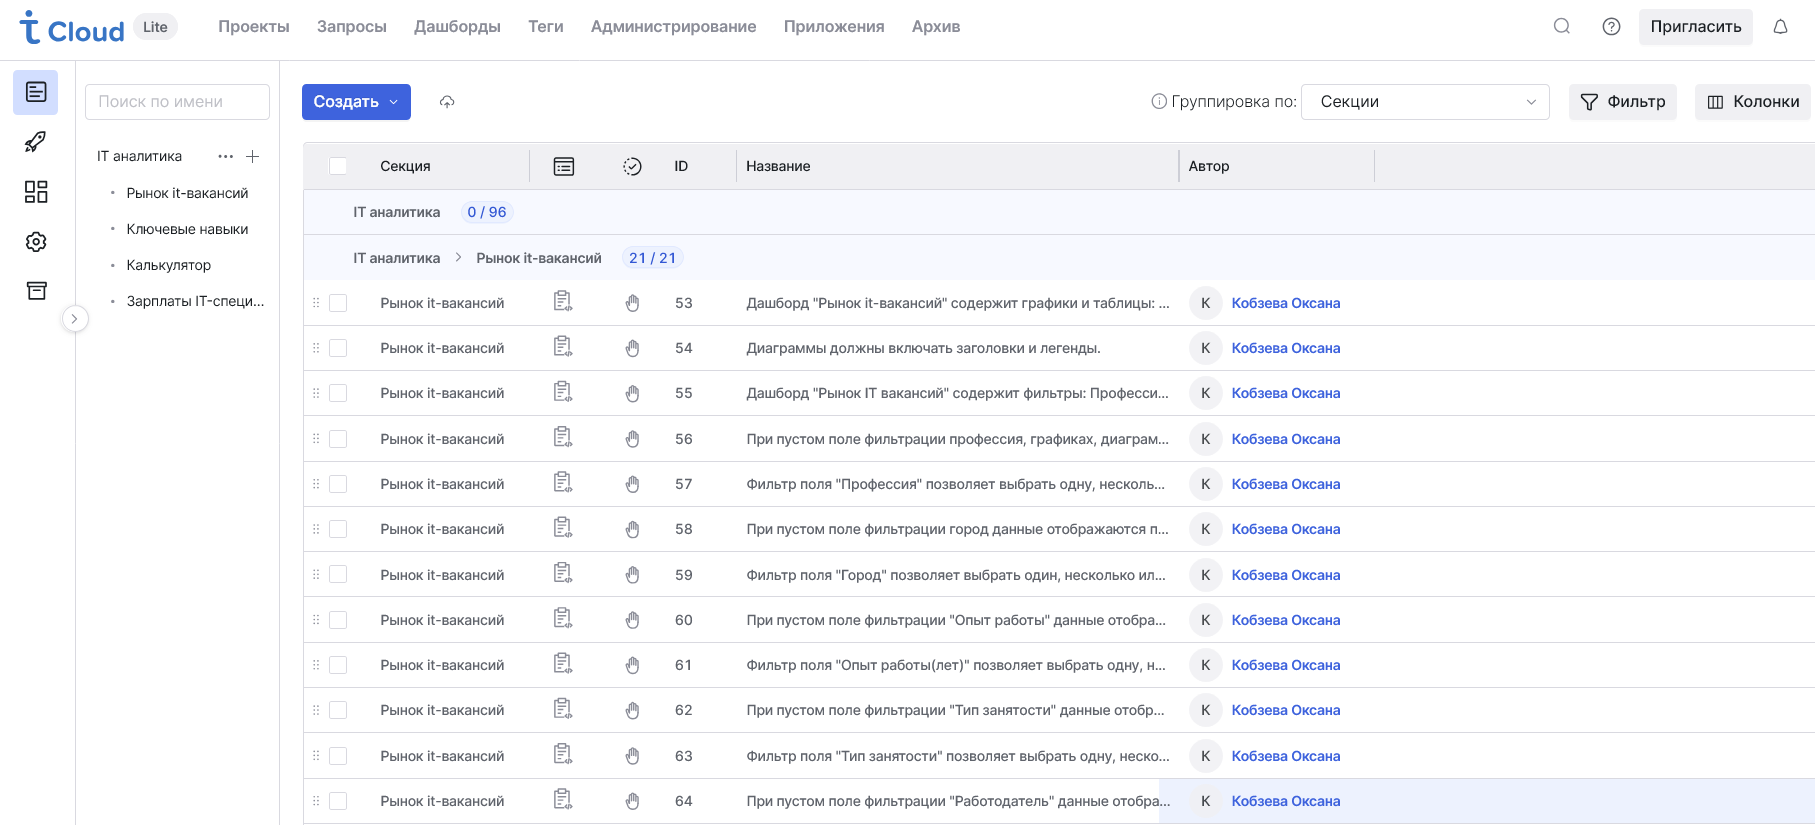 t Cloud Lite Проекты Запросы Дашборды Теги Администрирование Приложения Архив Пригласить
Поиск по имени
IT аналитика
Рынок it-вакансий
Ключевые навыки
Калькулятор
Зарплаты IT-специ...
Создать Группировка по: Секции Фильтр Колонки
Секция ID Название Автор
IT аналитика 0 / 96
IT аналитика > Рынок it-вакансий 21 / 21
Рынок it-вакансий 53 Дашборд "Рынок it-вакансий" содержит графики и таблицы: ... К Кобзева Оксана
Рынок it-вакансий 54 Диаграммы должны включать заголовки и легенды. К Кобзева Оксана
Рынок it-вакансий 55 Дашборд "Рынок IT вакансий" содержит фильтры: Професси... К Кобзева Оксана
Рынок it-вакансий 56 При пустом поле фильтрации профессия, графиках, диаграм... К Кобзева Оксана
Рынок it-вакансий 57 Фильтр поля "Профессия" позволяет выбрать одну, несколь... К Кобзева Оксана
Рынок it-вакансий 58 При пустом поле фильтрации город данные отображаются п... К Кобзева Оксана
Рынок it-вакансий 59 Фильтр поля "Город" позволяет выбрать один, несколько ил... К Кобзева Оксана
Рынок it-вакансий 60 При пустом поле фильтрации "Опыт работы" данные отобра... К Кобзева Оксана
Рынок it-вакансий 61 Фильтр поля "Опыт работы(лет)" позволяет выбрать одну, н... К Кобзева Оксана
Рынок it-вакансий 62 При пустом поле фильтрации "Тип занятости" данные отобр... К Кобзева Оксана
Рынок it-вакансий 63 Фильтр поля "Тип занятости" позволяет выбрать одну, неско... К Кобзева Оксана
Рынок it-вакансий 64 При пустом поле фильтрации "Работодатель" данные отобра... К Кобзева Оксана